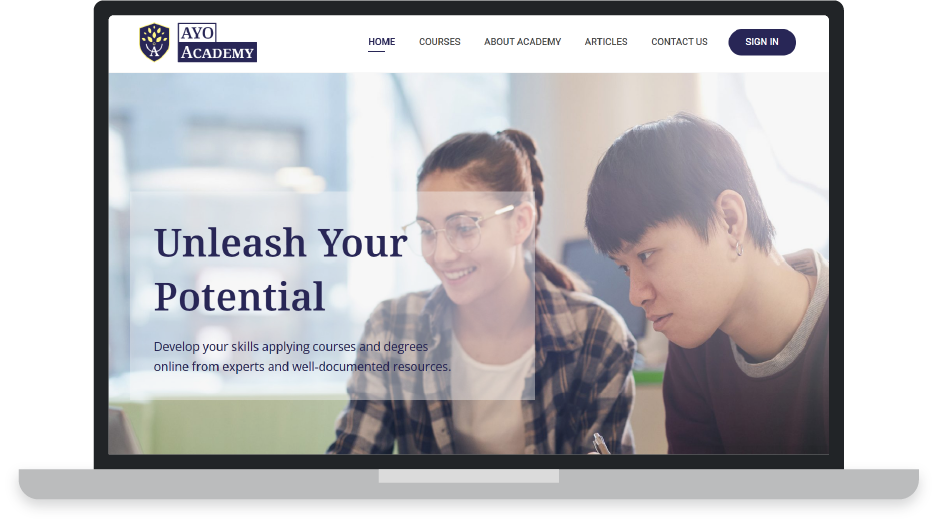 AYO
ACADEMY
A
HOME COURSES ABOUT ACADEMY ARTICLES CONTACT US SIGN IN
Unleash Your
Potential
Develop your skills applying courses and degrees
online from experts and well-documented resources.